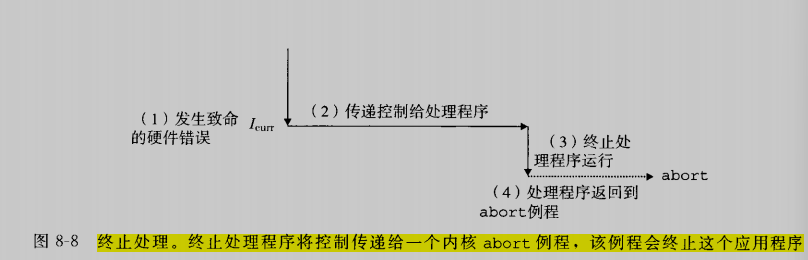 (1)发生致命
的硬件错误
Icurr
(2)传递控制给处理程序
(3)终止处
理程序运行
abort
(4)处理程序返回到
abort例程
图 8-8 终止处理。终止处理程序将控制传递给一个内核 abort 例程,该例程会终止这个应用程序